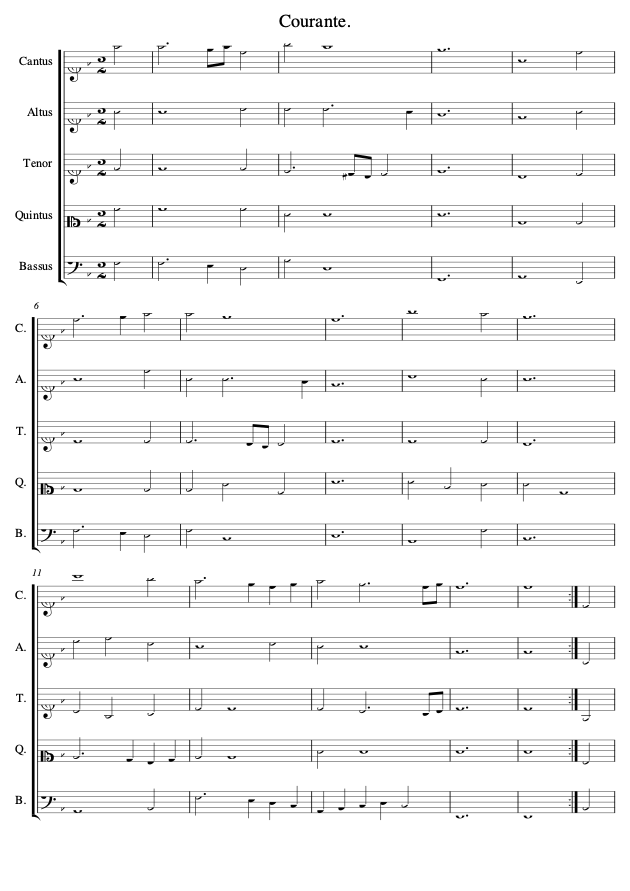 Courante.
Cantus
Altus
Tenor
Quintus
Bassus
6
C.
A.
T.
Q.
B.
11
C.
A.
T.
Q.
B.